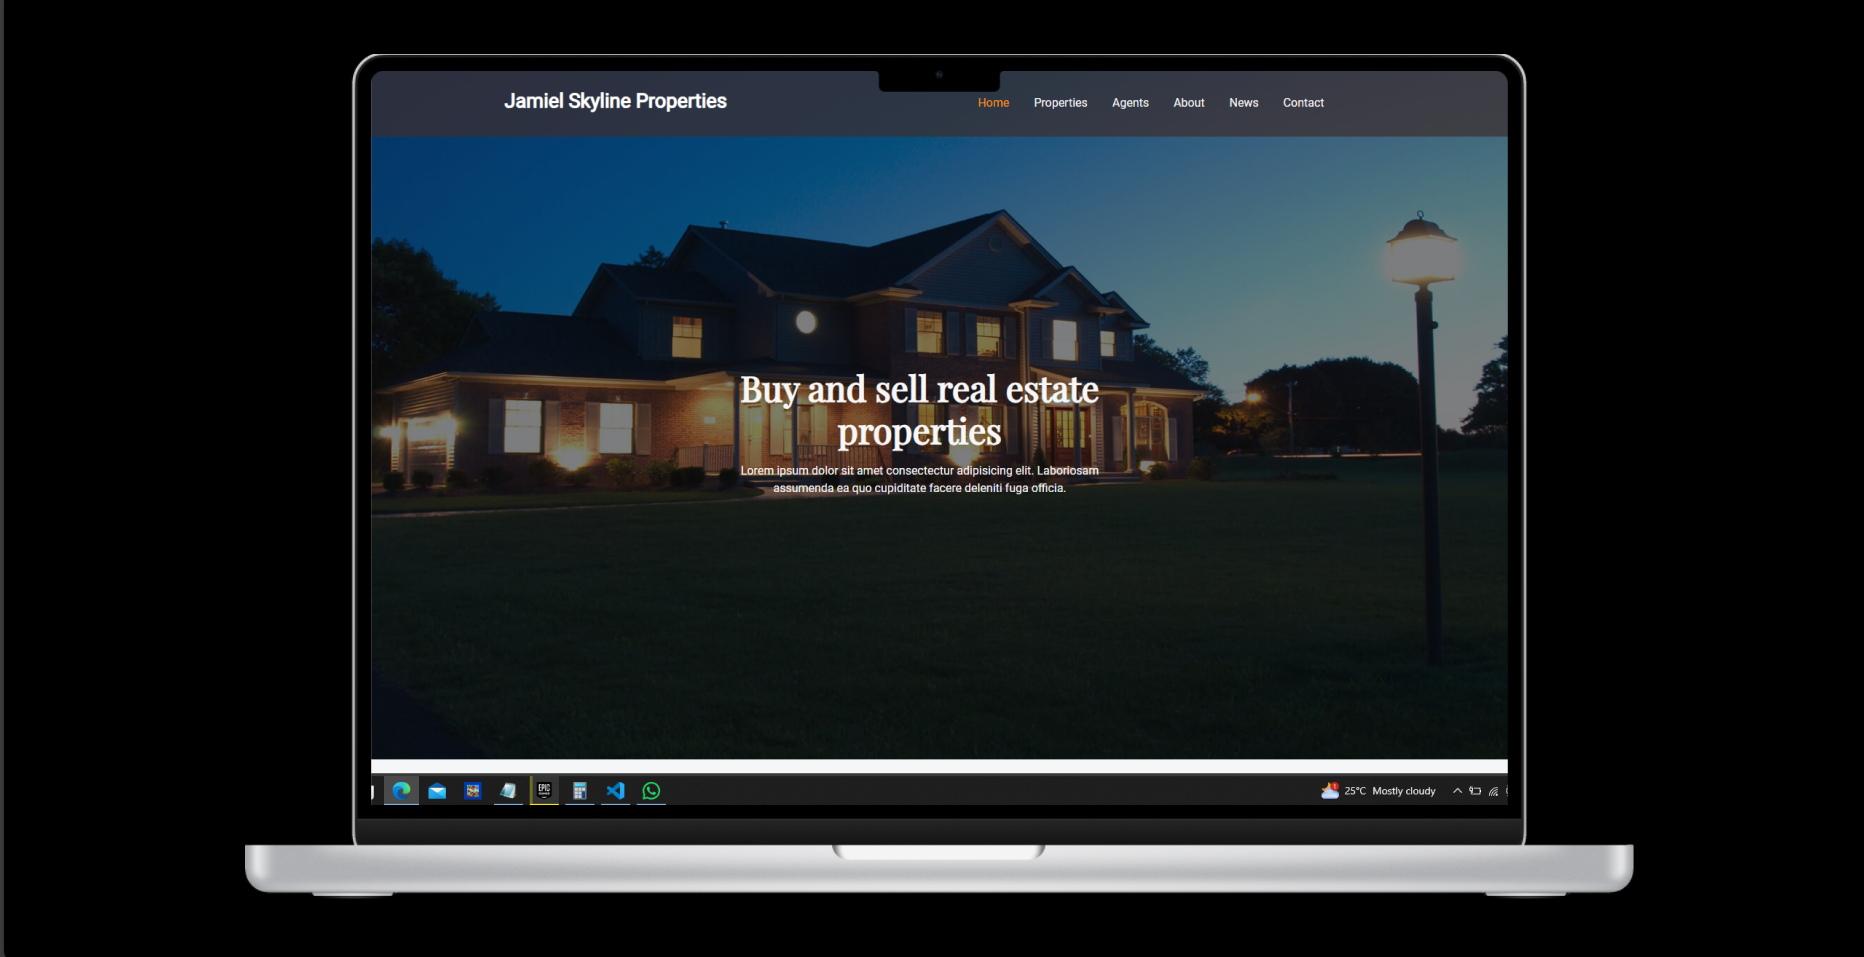 Jamiel Skyline Properties
Home Properties Agents About News Contact
Buy and sell real estate
properties
Lorem ipsum dolor sit amet consectectur adipisicing elit. Laboriosam
assumenda ea quo cupiditate facere deleniti fuga officia.
EPIC
25°C Mostly cloudy